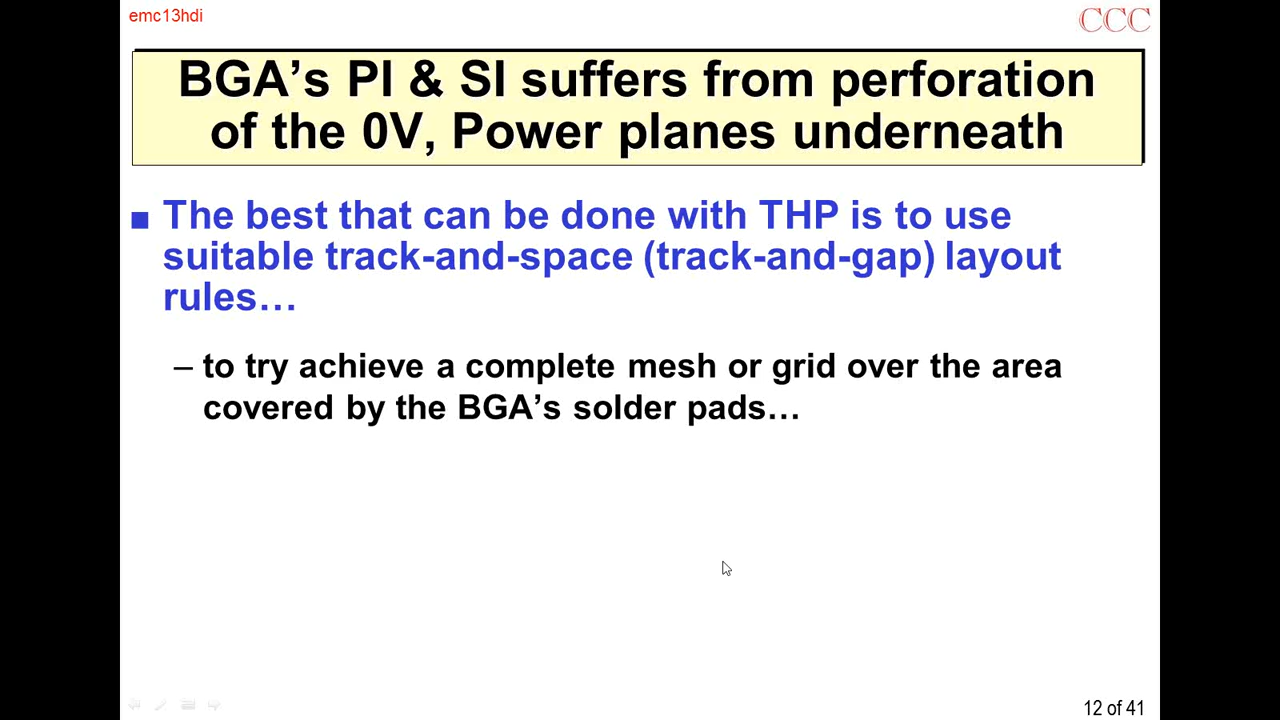 emc13hdi
CCC
BGA’s PI & SI suffers from perforation
of the 0V, Power planes underneath
■ The best that can be done with THP is to use
suitable track-and-space (track-and-gap) layout
rules…
– to try achieve a complete mesh or grid over the area
covered by the BGA’s solder pads…
12 of 41